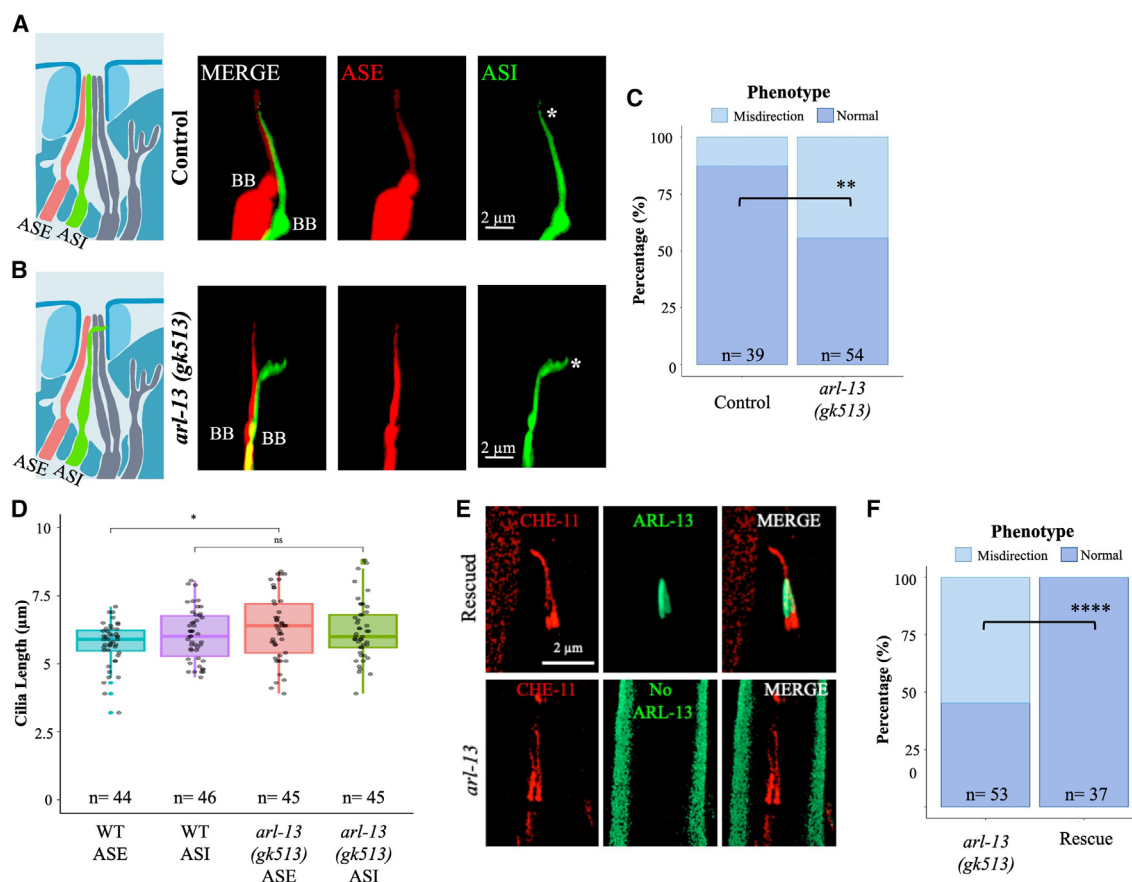 A
ASE
ASI
Control
MERGE
BB
BB
ASE
ASI
*
2 µm
B
ASE
ASI
arl-13 (gk513)
BB
BB
*
2 µm
C
Phenotype
Misdirection
Normal
Percentage (%)
100
75
50
25
0
**
n= 39
n= 54
Control
arl-13
(gk513)
D
Cilia Length (µm)
10
7.5
5
2.5
0
*
ns
n= 44
n= 46
n= 45
n= 45
WT
ASE
WT
ASI
arl-13
(gk513)
ASE
arl-13
(gk513)
ASI
E
Rescued
CHE-11
ARL-13
MERGE
2 µm
arl-13
CHE-11
No
ARL-13
MERGE
F
Phenotype
Misdirection
Normal
Percentage (%)
100
75
50
25
0
****
n= 53
n= 37
arl-13
(gk513)
Rescue